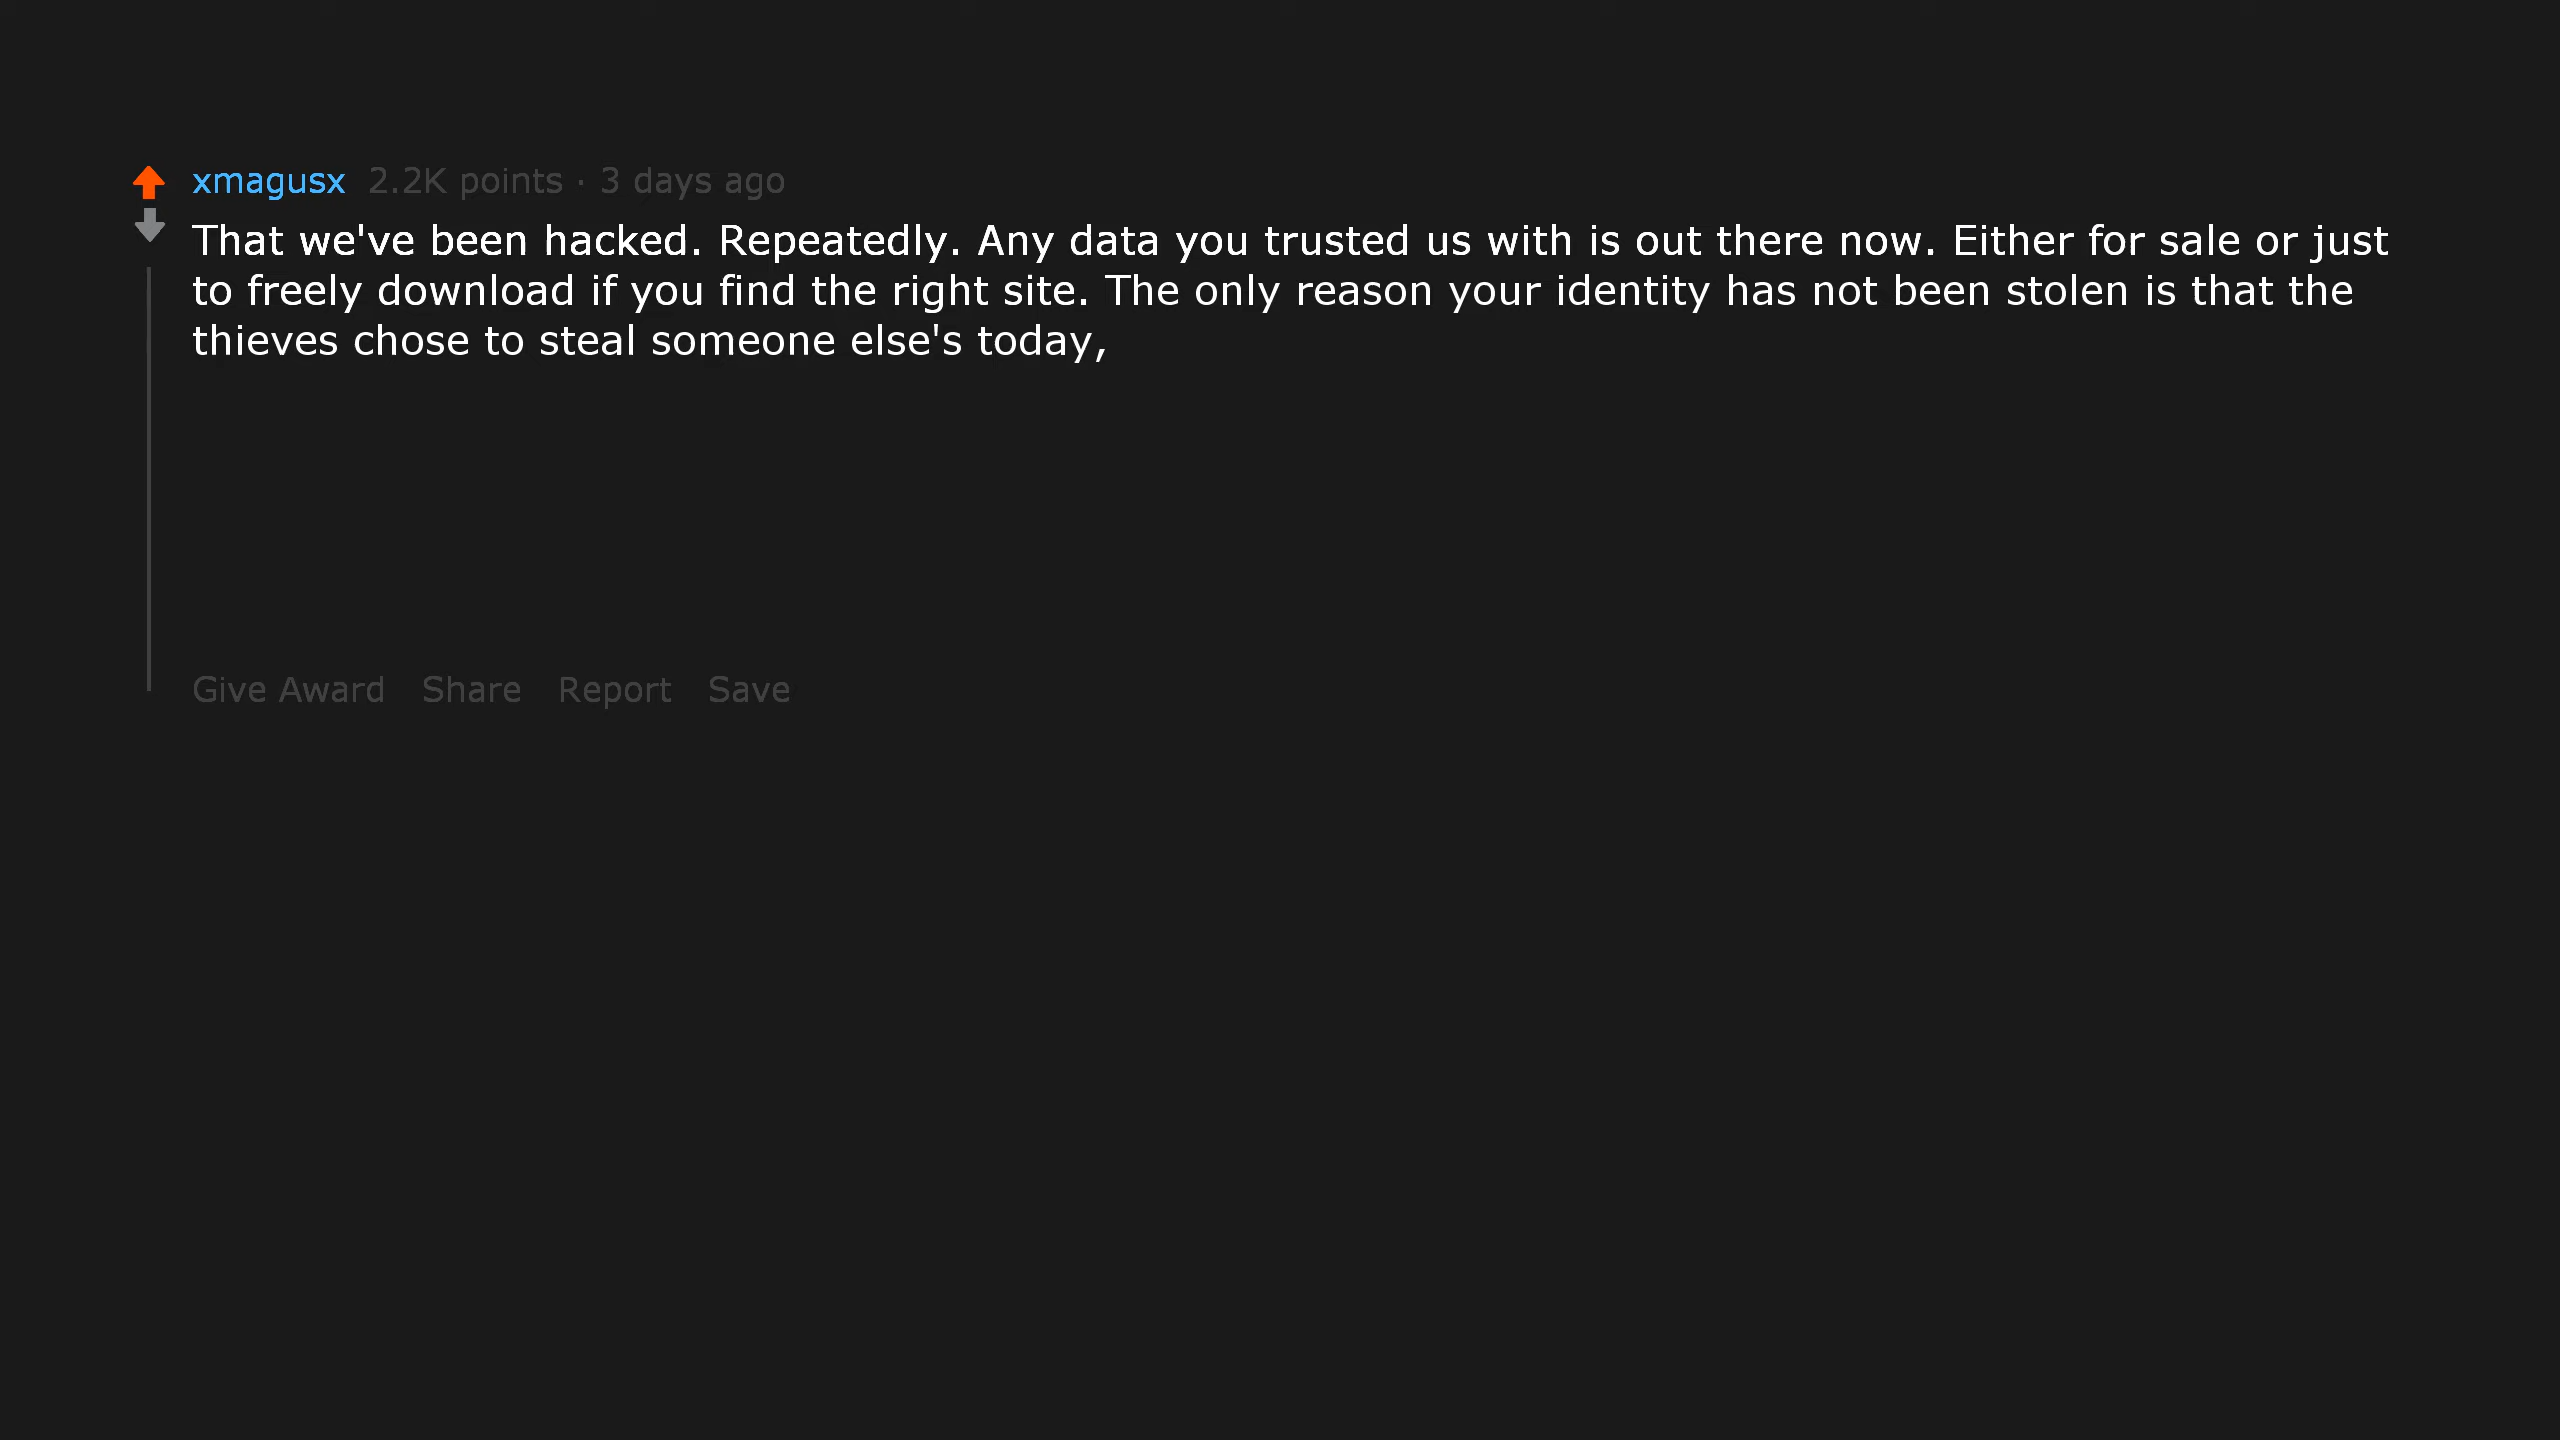 xmagusx 2.2K points · 3 days ago
That we've been hacked. Repeatedly. Any data you trusted us with is out there now. Either for sale or just
to freely download if you find the right site. The only reason your identity has not been stolen is that the
thieves chose to steal someone else's today,
Give Award Share Report Save